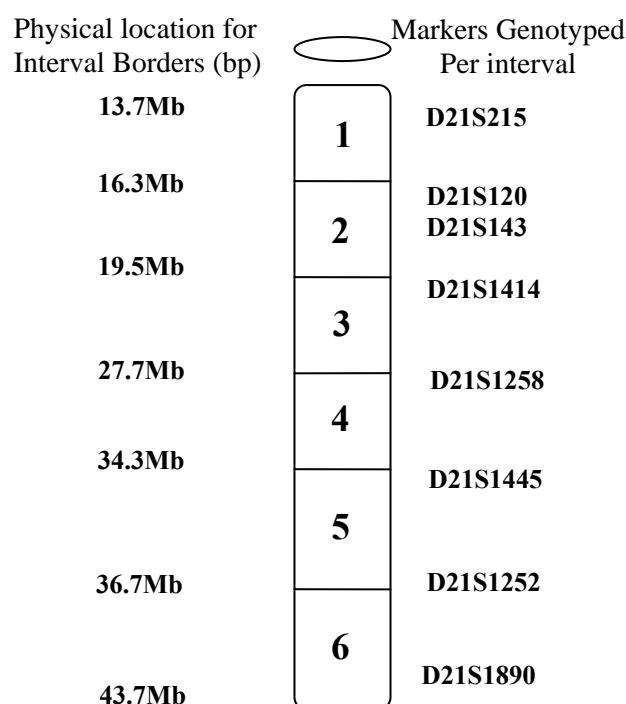 Physical location for
Interval Borders (bp)
Markers Genotyped
Per interval
13.7Mb
1
D21S215
16.3Mb
D21S120
2
D21S143
19.5Mb
D21S1414
3
27.7Mb
D21S1258
4
34.3Mb
D21S1445
5
36.7Mb
D21S1252
6
D21S1890
43.7Mb